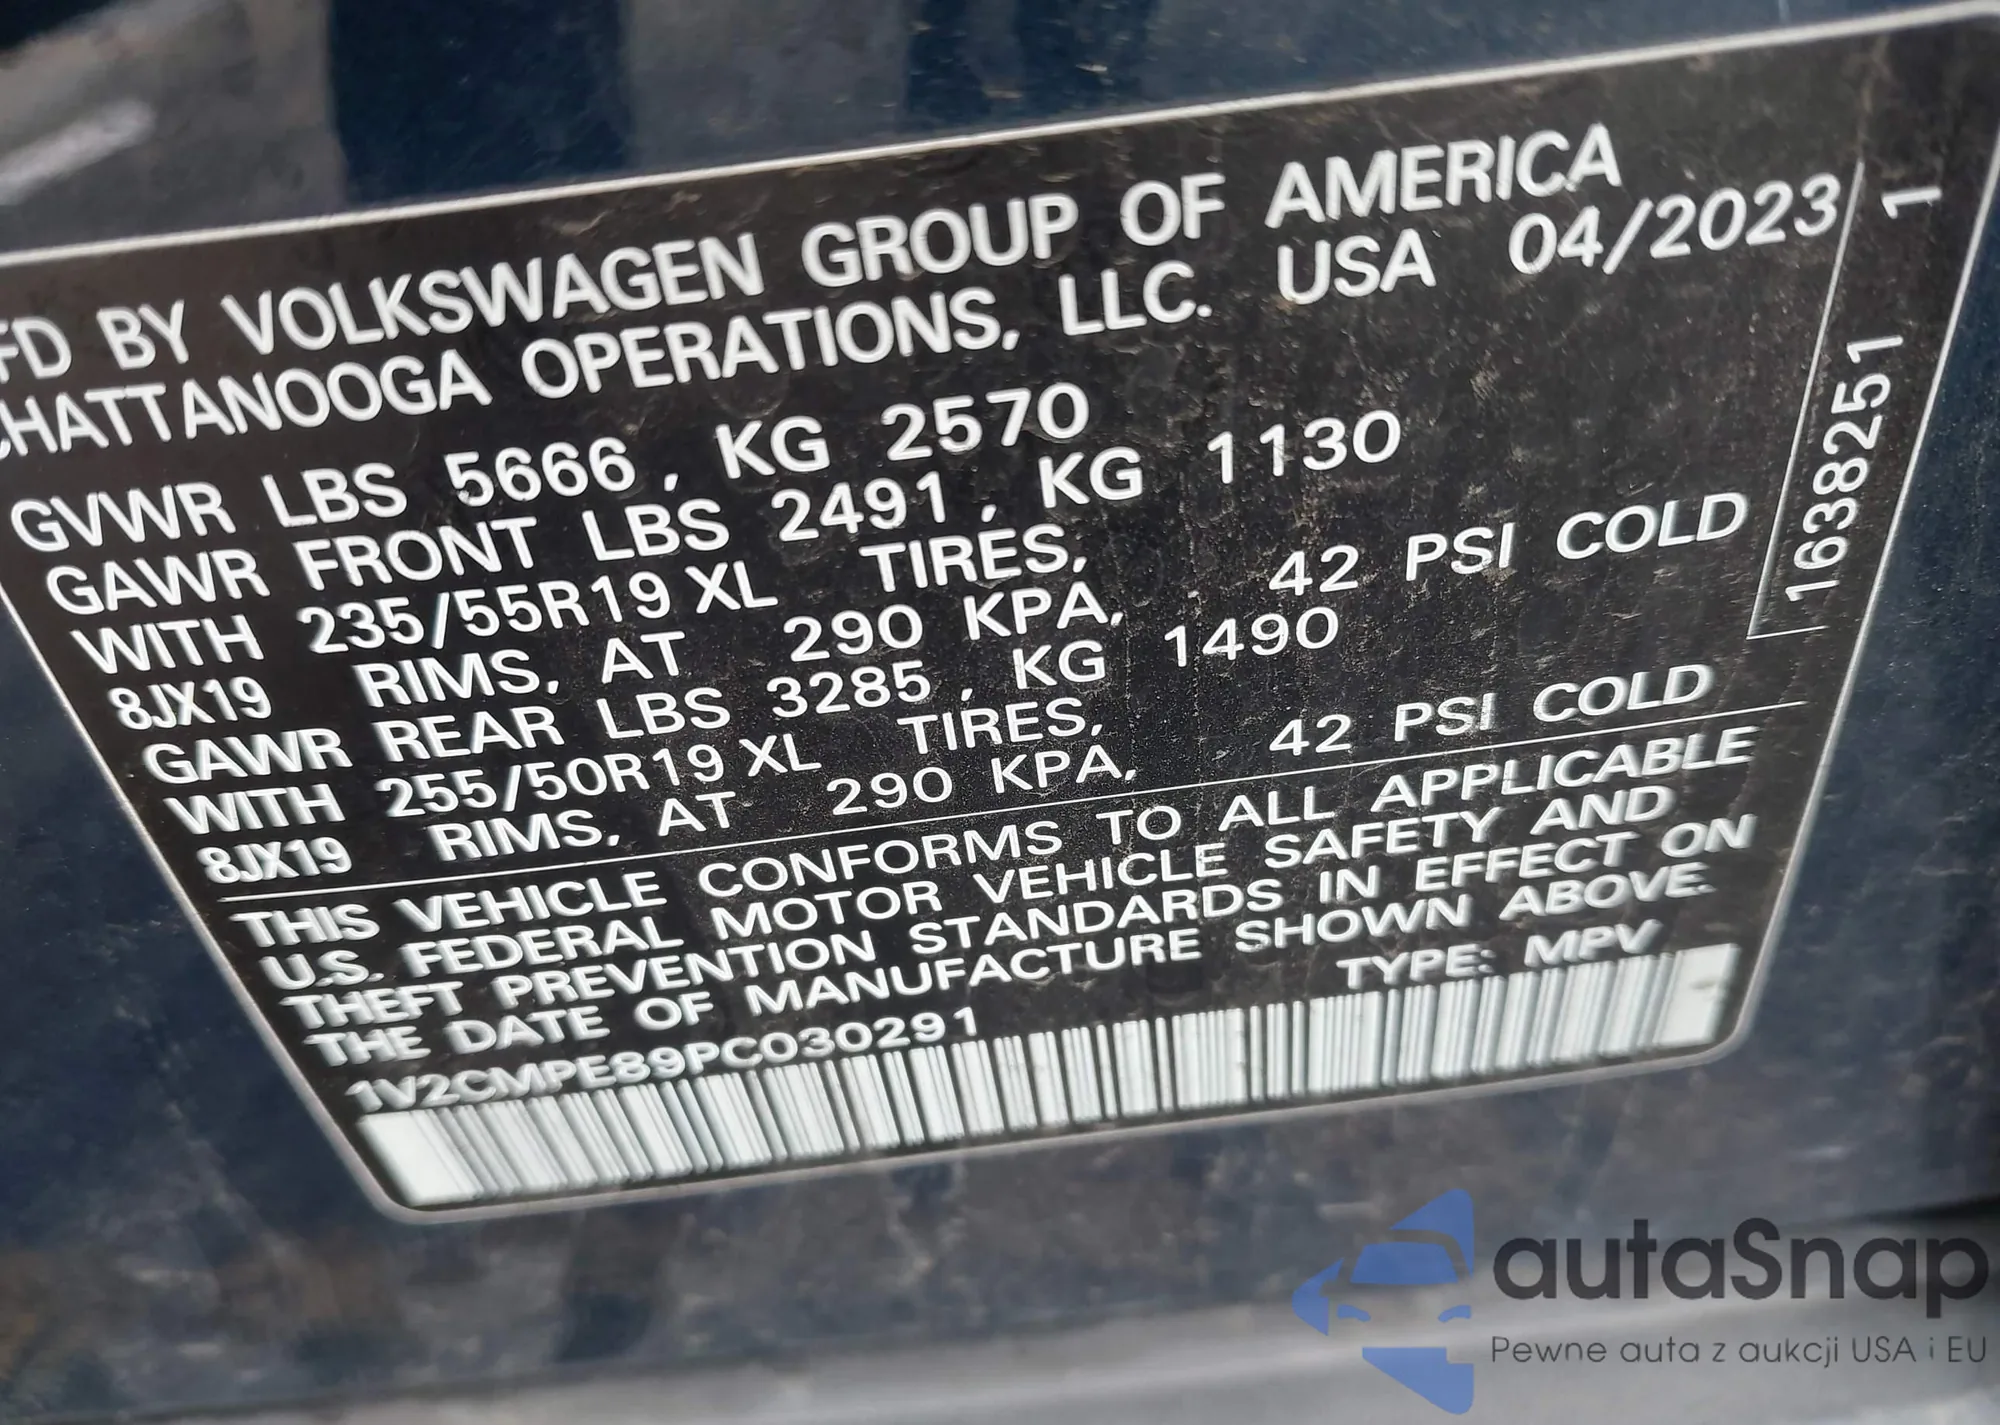 FD BY VOLKSWAGEN GROUP OF AMERICA
CHATTANOOGA OPERATIONS, LLC. USA 04/2023
GVWR LBS 5666, KG 2570
GAWR FRONT LBS 2491, KG 1130
WITH 235/55R19 XL TIRES,
8JX19 RIMS, AT 290 KPA, 42 PSI COLD
GAWR REAR LBS 3285, KG 1490
WITH 255/50R19 XL TIRES,
8JX19 RIMS, AT 290 KPA, 42 PSI COLD
THIS VEHICLE CONFORMS TO ALL APPLICABLE
U.S. FEDERAL MOTOR VEHICLE SAFETY AND
THEFT PREVENTION STANDARDS IN EFFECT ON
THE DATE OF MANUFACTURE SHOWN ABOVE.
1V2CMPE89PC030291 TYPE: MPV
1638251 1
autaSnap
Pewne auta z aukcji USA i EU